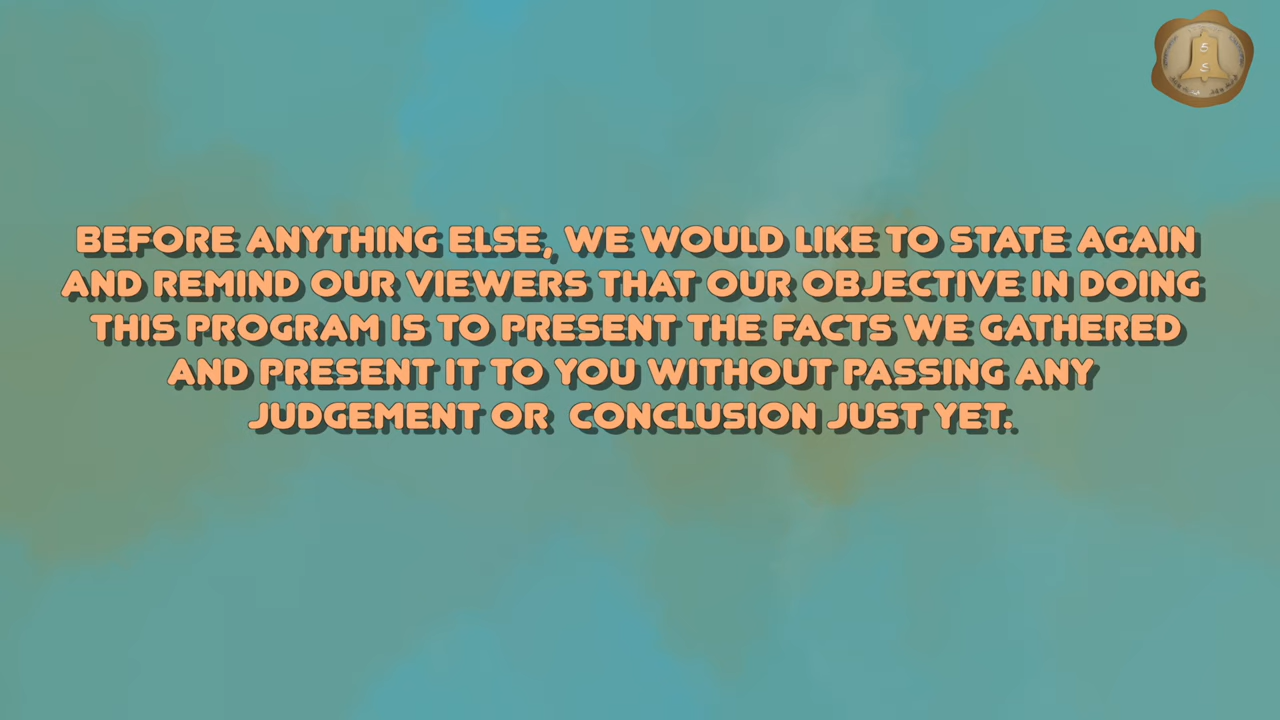 5
S
BEFORE ANYTHING ELSE, WE WOULD LIKE TO STATE AGAIN
AND REMIND OUR VIEWERS THAT OUR OBJECTIVE IN DOING
THIS PROGRAM IS TO PRESENT THE FACTS WE GATHERED
AND PRESENT IT TO YOU WITHOUT PASSING ANY
JUDGEMENT OR CONCLUSION JUST YET.